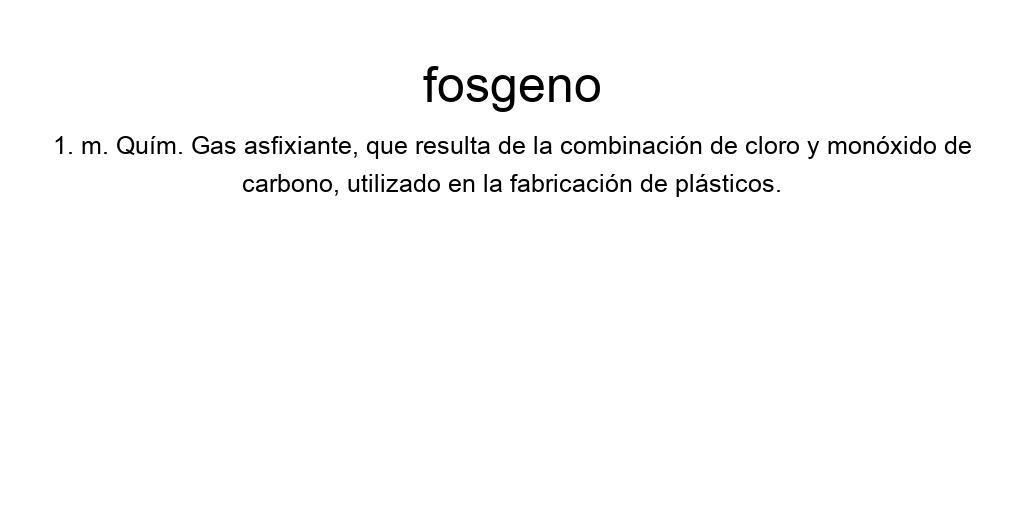 fosgeno
1. m. Quím. Gas asfixiante, que resulta de la combinación de cloro y monóxido de
carbono, utilizado en la fabricación de plásticos.